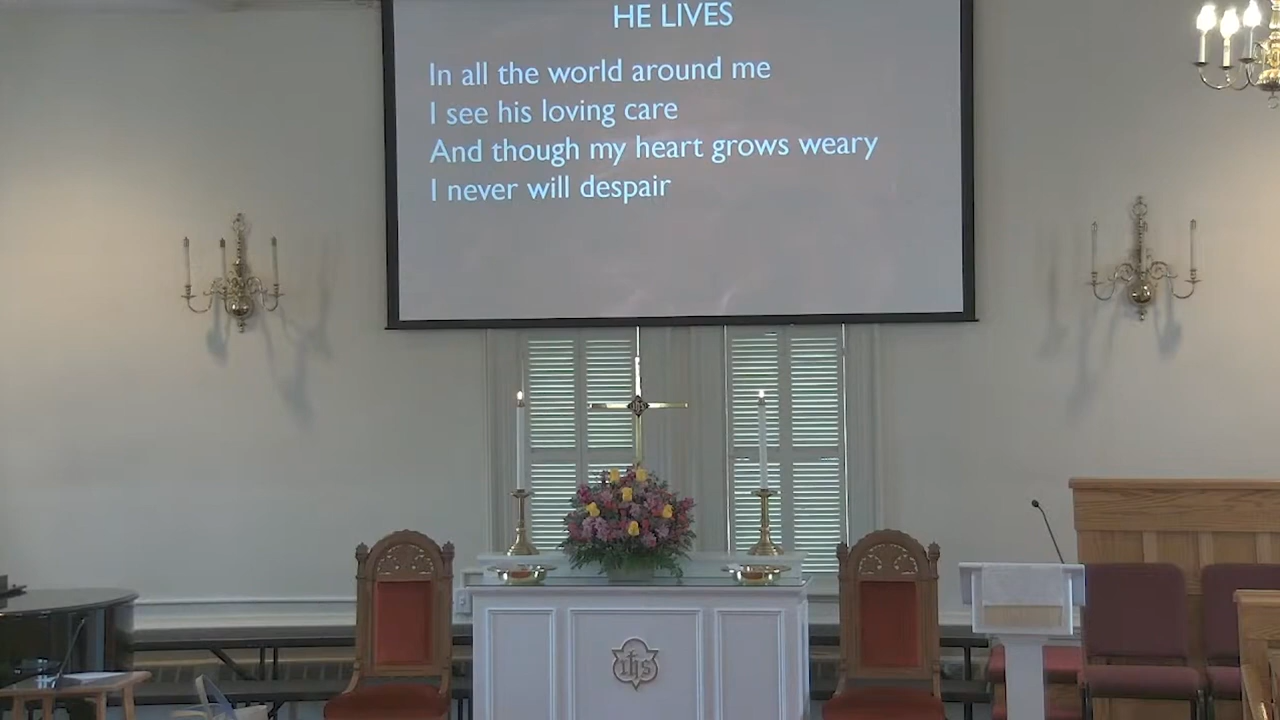 HE LIVES
In all the world around me
I see his loving care
And though my heart grows weary
I never will despair
IHS
ihs